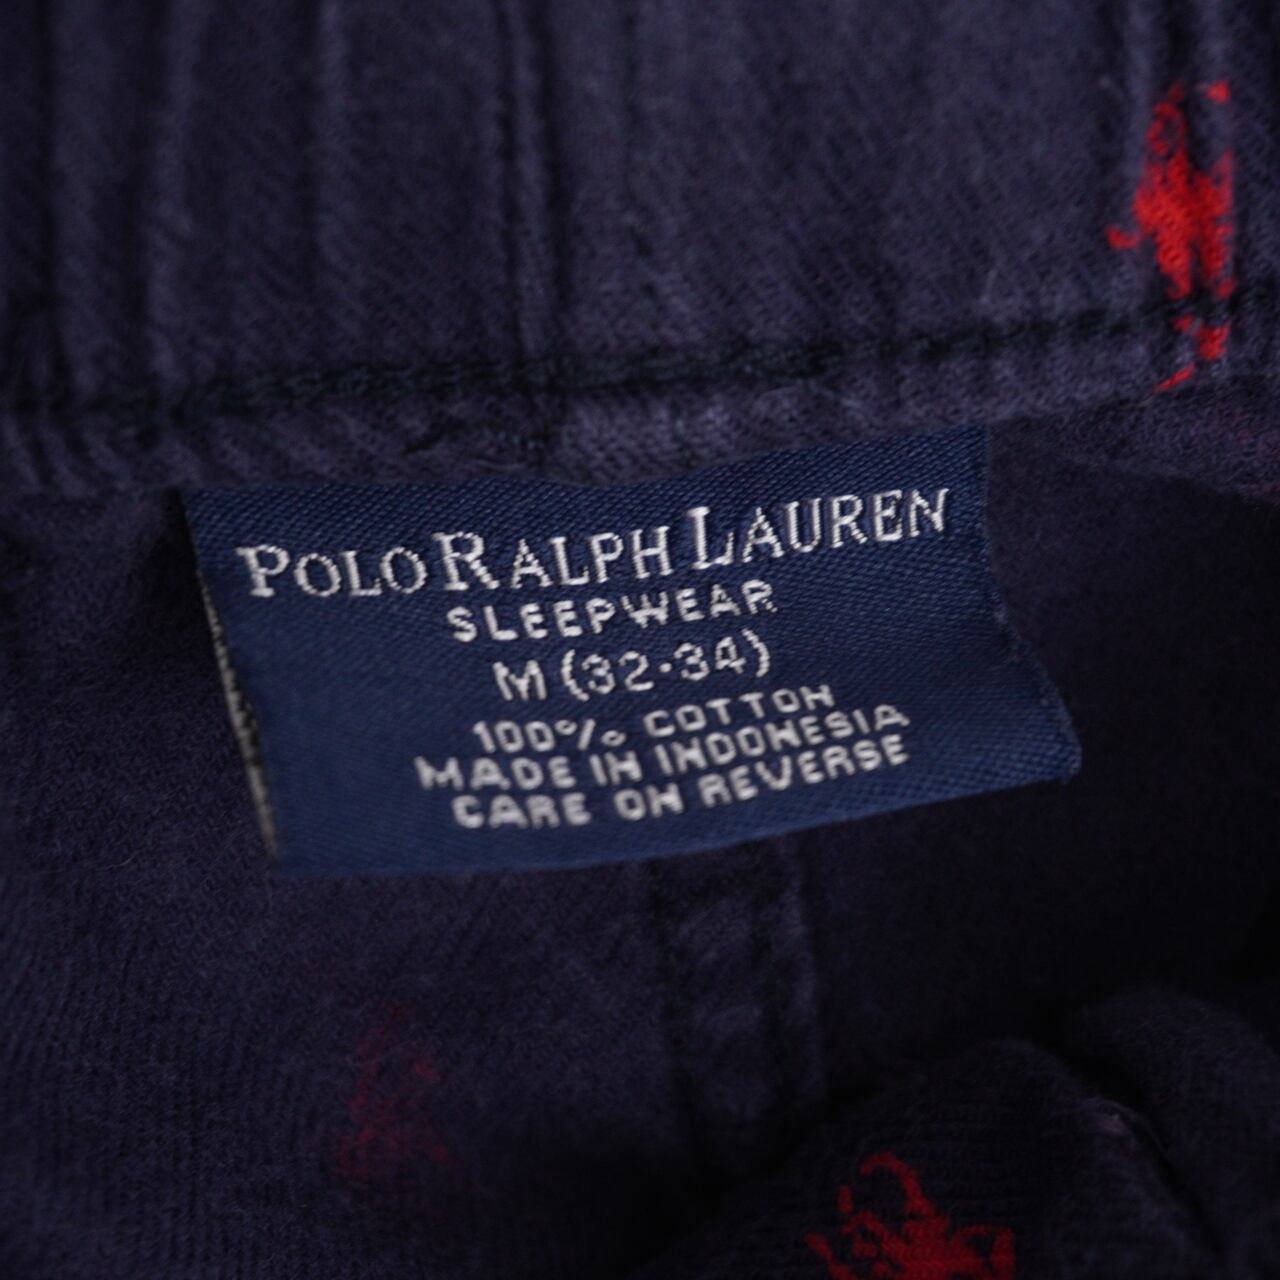 POLO RALPH LAUREN
SLEEPWEAR
M (32-34)
100% COTTON
MADE IN INDONESIA
CARE ON REVERSE